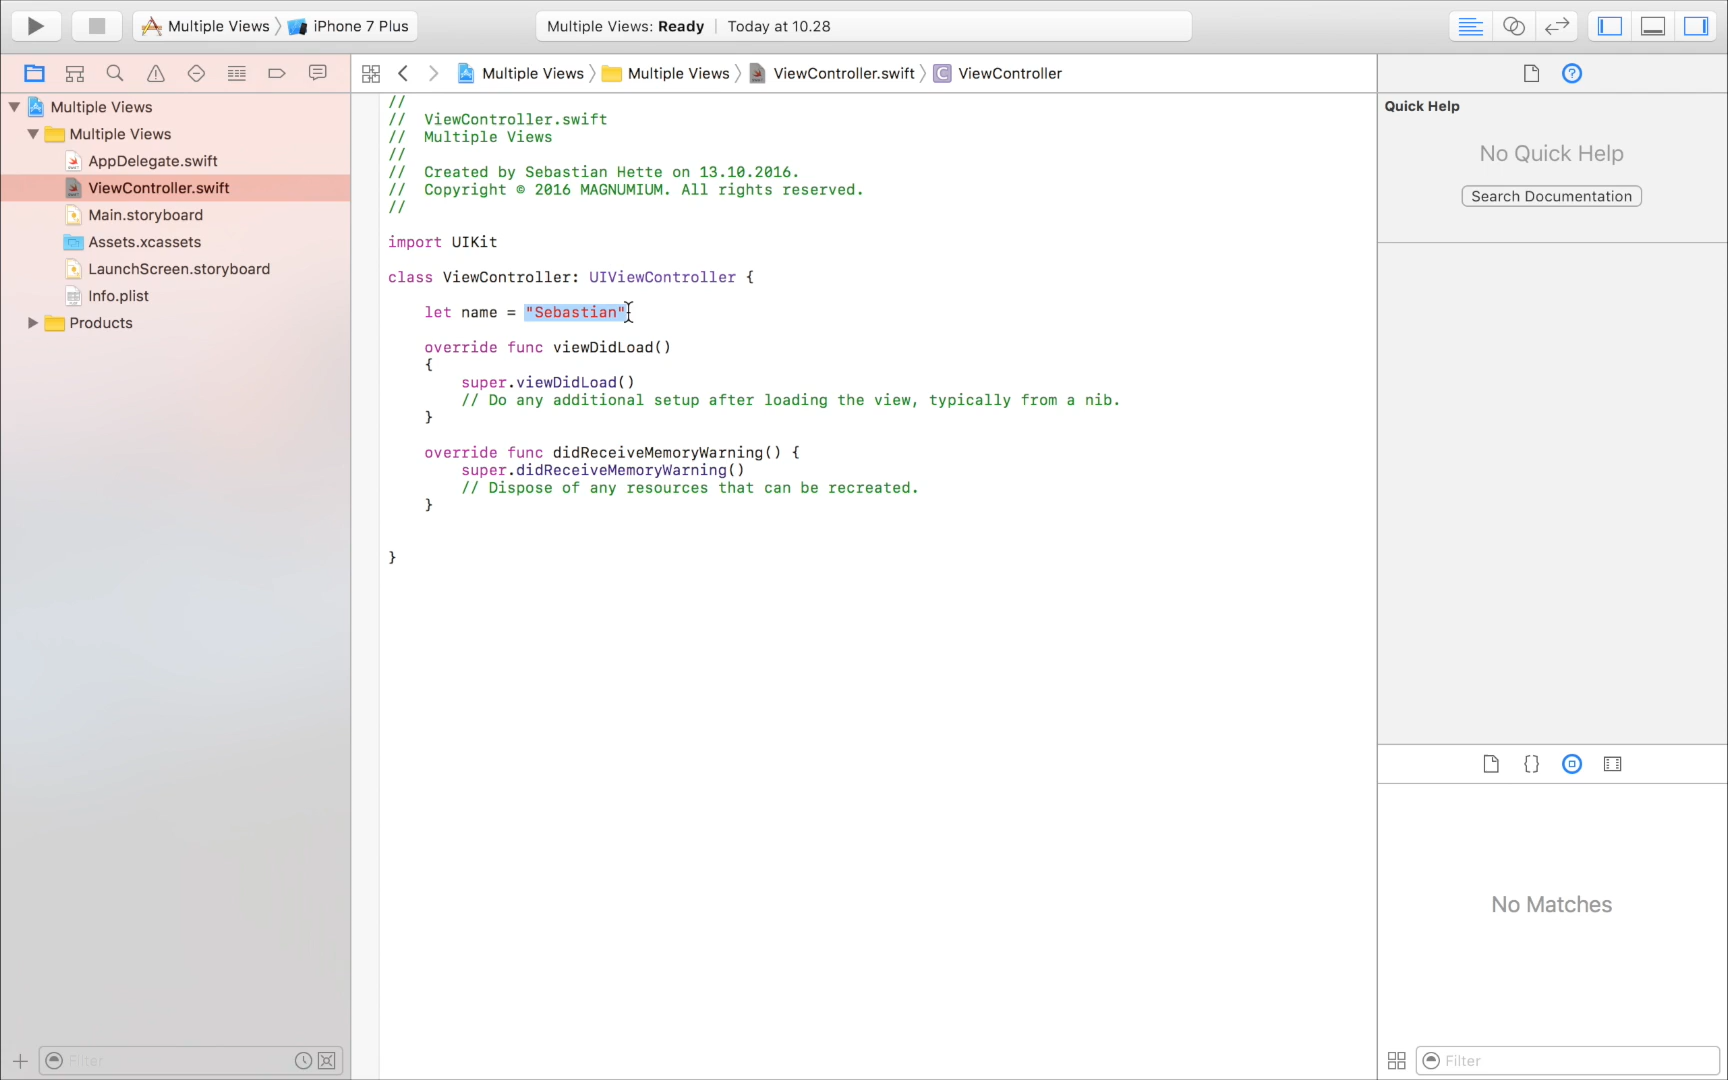 Multiple Views 〉 iPhone 7 Plus
Multiple Views: Ready | Today at 10.28
Multiple Views 〉 Multiple Views 〉 ViewController.swift 〉 C ViewController
Multiple Views
Multiple Views
AppDelegate.swift
ViewController.swift
Main.storyboard
Assets.xcassets
LaunchScreen.storyboard
Info.plist
Products
Filter
//
//  ViewController.swift
//  Multiple Views
//
//  Created by Sebastian Hette on 13.10.2016.
//  Copyright © 2016 MAGNUMIUM. All rights reserved.
//
import UIKit
class ViewController: UIViewController {
let name = "Sebastian"
override func viewDidLoad()
{
super.viewDidLoad()
// Do any additional setup after loading the view, typically from a nib.
}
override func didReceiveMemoryWarning() {
super.didReceiveMemoryWarning()
// Dispose of any resources that can be recreated.
}
}
Quick Help
No Quick Help
Search Documentation
{}
No Matches
Filter